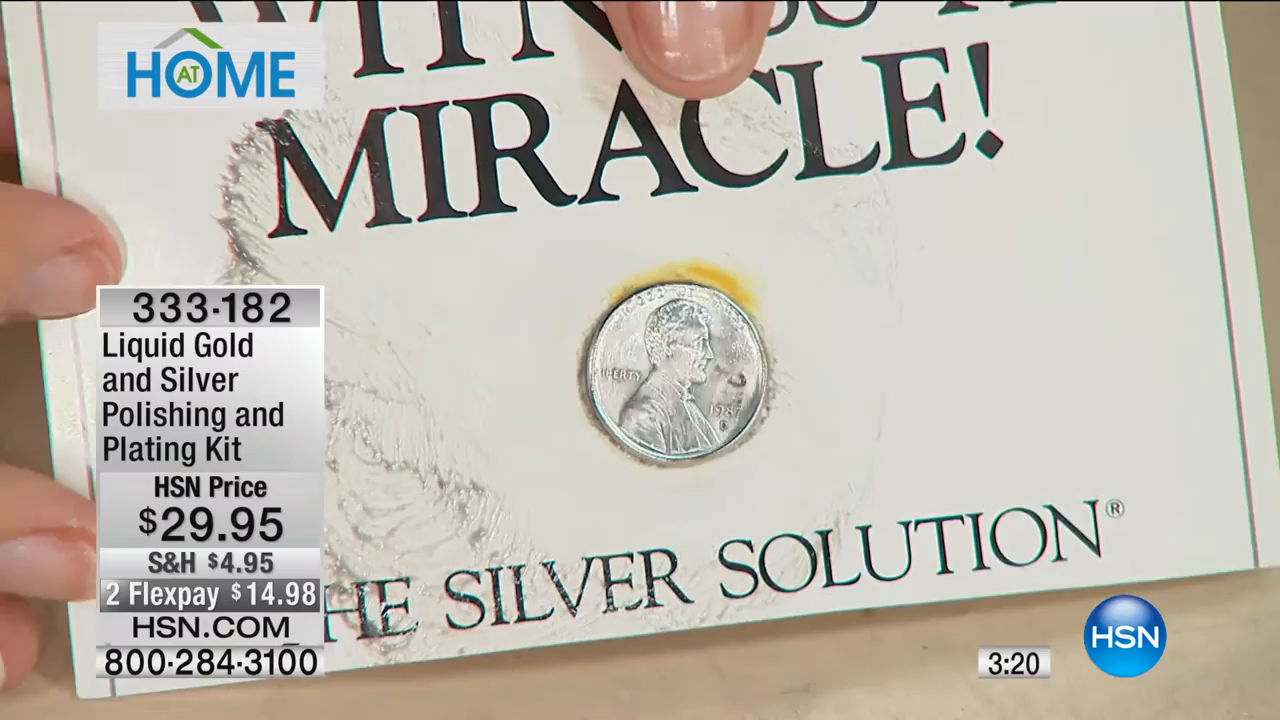 AT
HOME
MIRACLE!
LIBERTY
333-182
Liquid Gold
and Silver
Polishing and
Plating Kit
HSN Price
$29.95
S&H $4.95
2 Flexpay $14.98
HSN.COM
800-284-3100
THE SILVER SOLUTION®
3:20
HSN